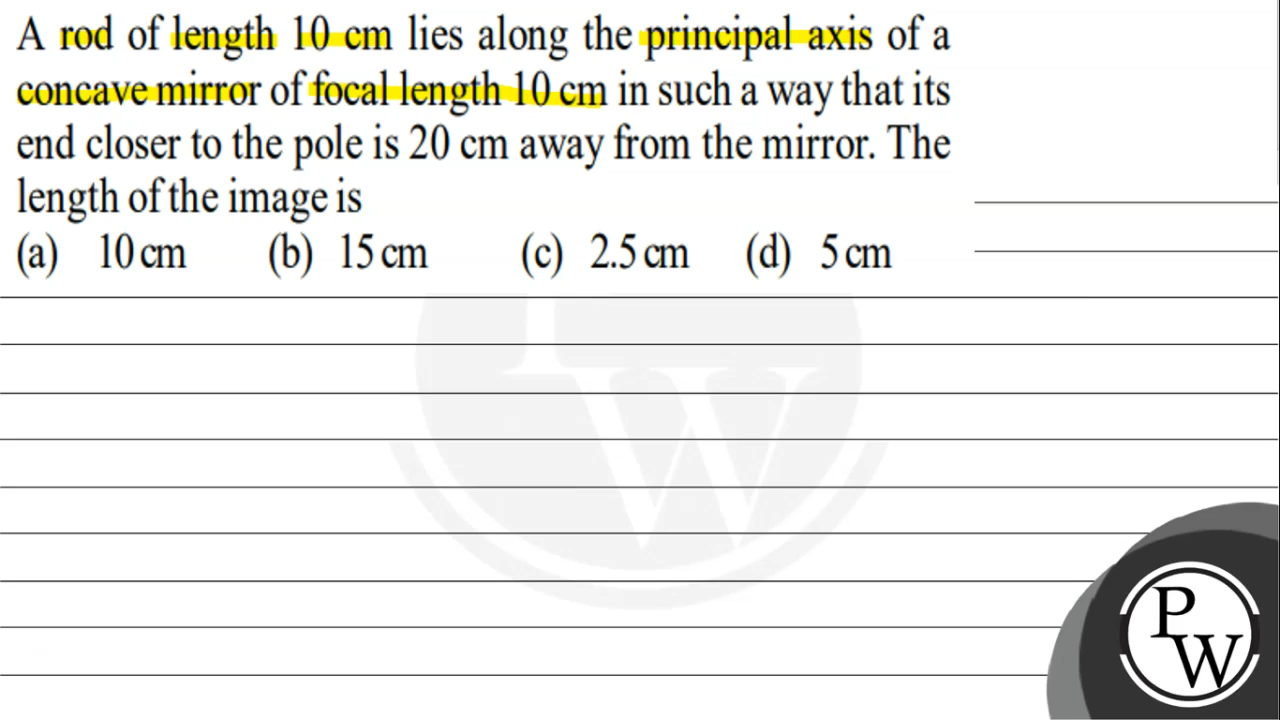 A rod of length 10 cm lies along the principal axis of a
concave mirror of focal length 10 cm in such a way that its
end closer to the pole is 20 cm away from the mirror. The
length of the image is
(a) 10 cm (b) 15 cm (c) 2.5 cm (d) 5 cm
W
P
W